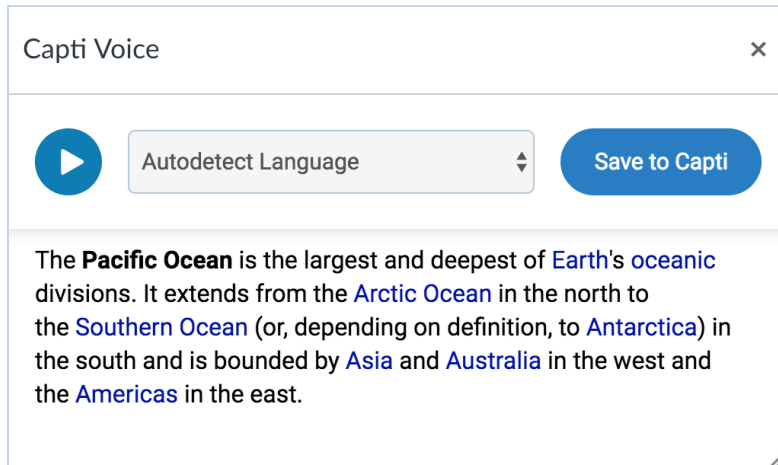 Capti Voice
×
Autodetect Language
Save to Capti
The Pacific Ocean is the largest and deepest of Earth's oceanic
divisions. It extends from the Arctic Ocean in the north to
the Southern Ocean (or, depending on definition, to Antarctica) in
the south and is bounded by Asia and Australia in the west and
the Americas in the east.